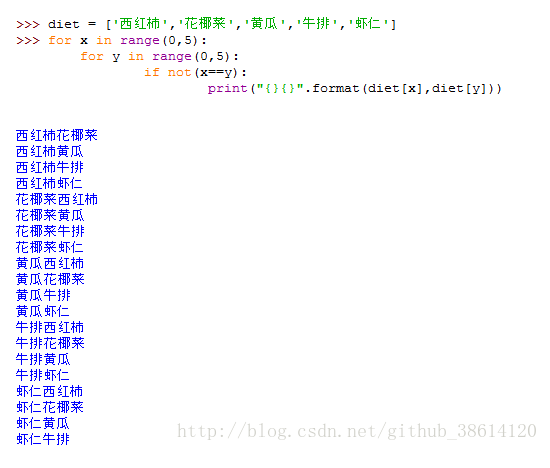 >>> diet = ['西红柿','花椰菜','黄瓜','牛排','虾仁']
>>> for x in range(0,5):
        for y in range(0,5):
                if not(x==y):
                        print("{}{}".format(diet[x],diet[y]))
西红柿花椰菜
西红柿黄瓜
西红柿牛排
西红柿虾仁
花椰菜西红柿
花椰菜黄瓜
花椰菜牛排
花椰菜虾仁
黄瓜西红柿
黄瓜花椰菜
黄瓜牛排
黄瓜虾仁
牛排西红柿
牛排花椰菜
牛排黄瓜
牛排虾仁
虾仁西红柿
虾仁花椰菜
虾仁黄瓜
虾仁牛排
http://blog.csdn.net/github_38614120